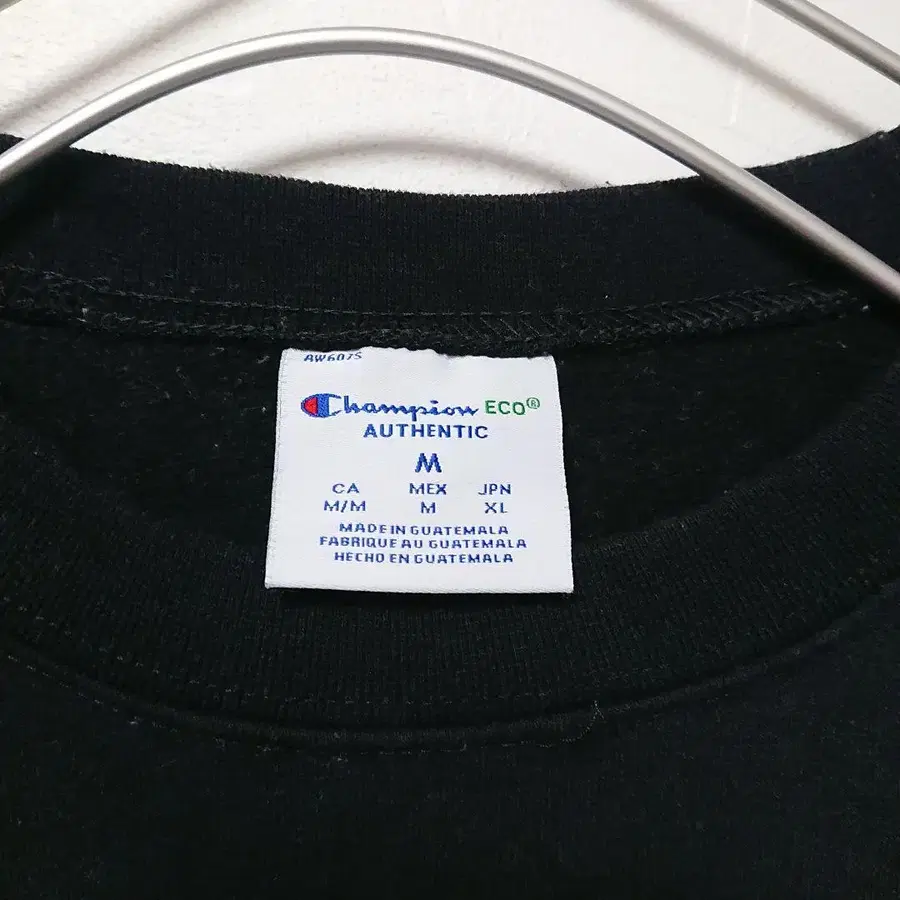 AW6075
Champion ECO®
AUTHENTIC
M
CA MEX JPN
M/M M XL
MADE IN GUATEMALA
FABRIQUE AU GUATEMALA
HECHO EN GUATEMALA